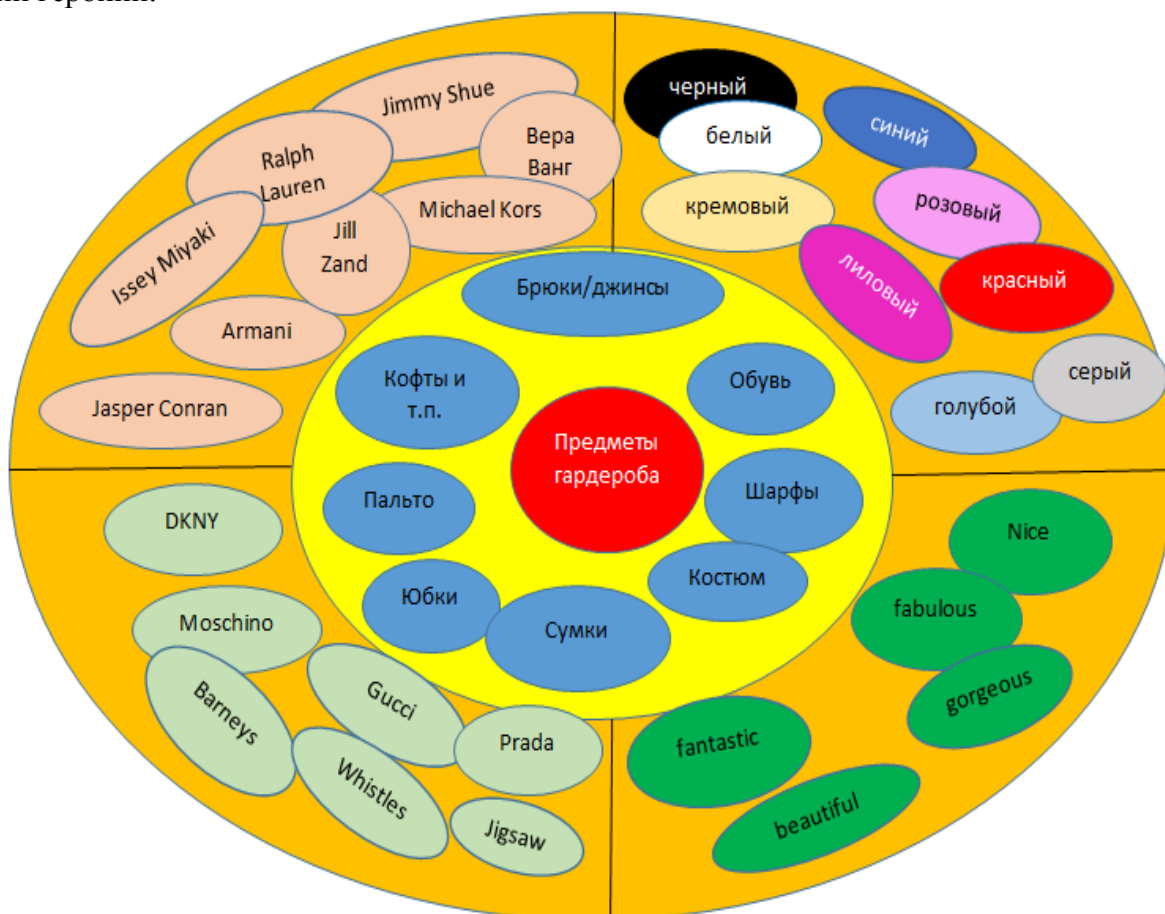 Jimmy Shue
Вера
Ванг
Ralph
Lauren
Michael Kors
Issey Miyaki
Jill
Zand
Armani
Jasper Conran
черный
белый
кремовый
синий
розовый
лиловый
красный
серый
голубой
Брюки/джинсы
Кофты и
т.п.
Обувь
Предметы
гардероба
Пальто
Шарфы
Юбки
Костюм
Сумки
DKNY
Moschino
Barneys
Gucci
Whistles
Prada
Jigsaw
Nice
fabulous
gorgeous
fantastic
beautiful